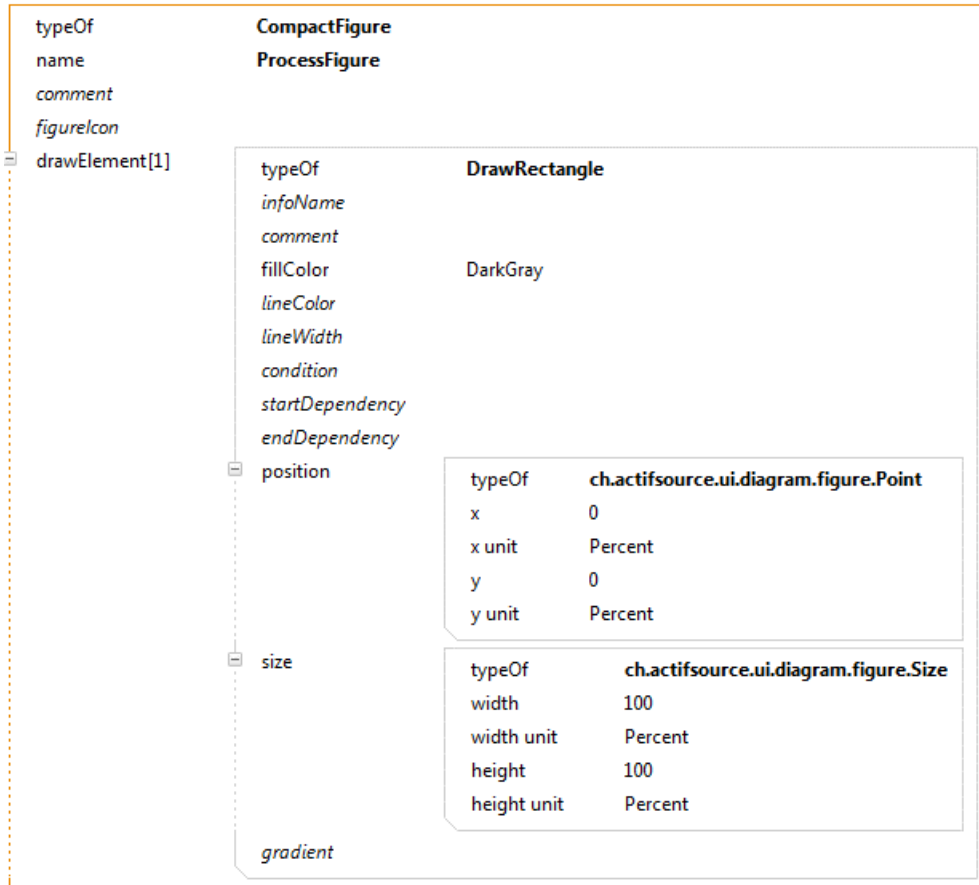 typeOf CompactFigure
name ProcessFigure
comment
figureIcon
drawElement[1]
typeOf DrawRectangle
infoName
comment
fillColor DarkGray
lineColor
lineWidth
condition
startDependency
endDependency
position
typeOf ch.actifsource.ui.diagram.figure.Point
x 0
x unit Percent
y 0
y unit Percent
size
typeOf ch.actifsource.ui.diagram.figure.Size
width 100
width unit Percent
height 100
height unit Percent
gradient